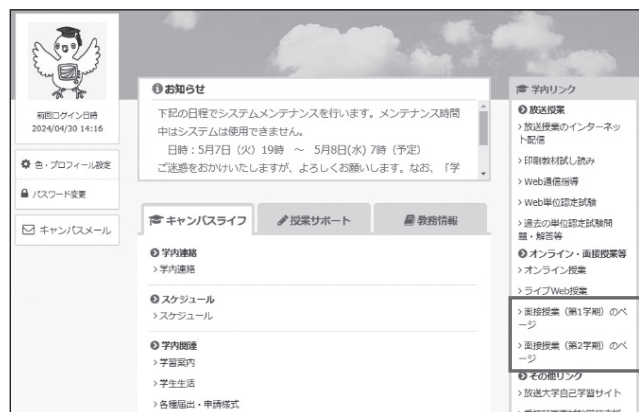 前回ログイン日時
2024/04/30 14:16
色・プロフィール設定
パスワード変更
キャンパスメール
お知らせ
下記の日程でシステムメンテナンスを行います。メンテナンス時間
中はシステムは使用できません。
日時:5月7日(火)19時 ~ 5月8日(水) 7時(予定)
ご迷惑をおかけいたしますが、よろしくお願いします。なお、「学
キャンパスライフ
授業サポート
教務情報
学内連絡
>学内連絡
スケジュール
>スケジュール
学内関連
>学習案内
>学生生活
>各種届出・申請様式
学内リンク
放送授業
>放送授業のインターネッ
ト配信
>印刷教材試し読み
>Web通信指導
>Web単位認定試験
>過去の単位認定試験問
題・解答等
オンライン・面接授業等
>オンライン授業
>ライブWeb授業
>面接授業(第1学期)のペ
ージ
>面接授業(第2学期)のペ
ージ
その他リンク
>放送大学自己学習サイト